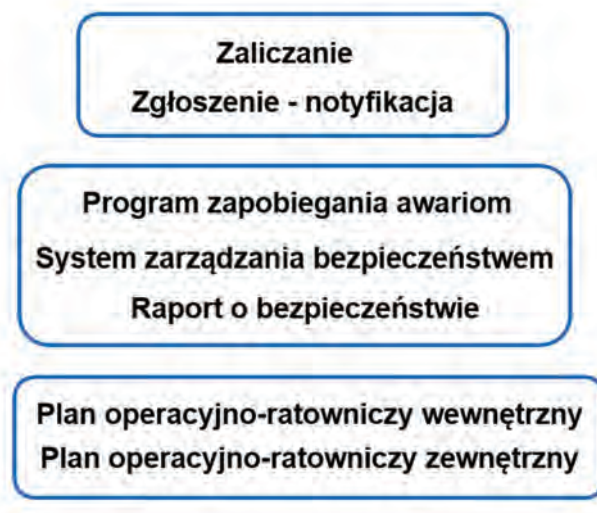 Zaliczanie
Zgłoszenie - notyfikacja
Program zapobiegania awariom
System zarządzania bezpieczeństwem
Raport o bezpieczeństwie
Plan operacyjno-ratowniczy wewnętrzny
Plan operacyjno-ratowniczy zewnętrzny